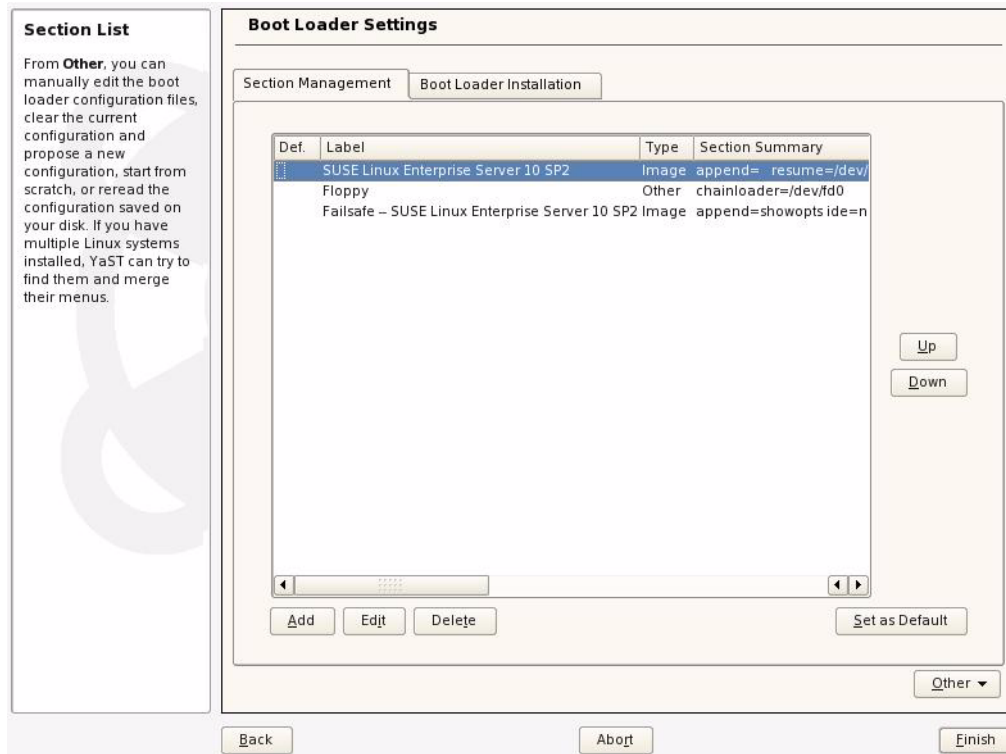 Section List
From Other, you can
manually edit the boot
loader configuration files,
clear the current
configuration and
propose a new
configuration, start from
scratch, or reread the
configuration saved on
your disk. If you have
multiple Linux systems
installed, YaST can try to
find them and merge
their menus.
Boot Loader Settings
Section Management
Boot Loader Installation
Def. Label Type Section Summary
SUSE Linux Enterprise Server 10 SP2 Image append= resume=/dev/
Floppy Other chainloader=/dev/fd0
Failsafe – SUSE Linux Enterprise Server 10 SP2 Image append=showopts ide=n
Up
Down
Add Edit Delete Set as Default
Other
Back Abort Finish